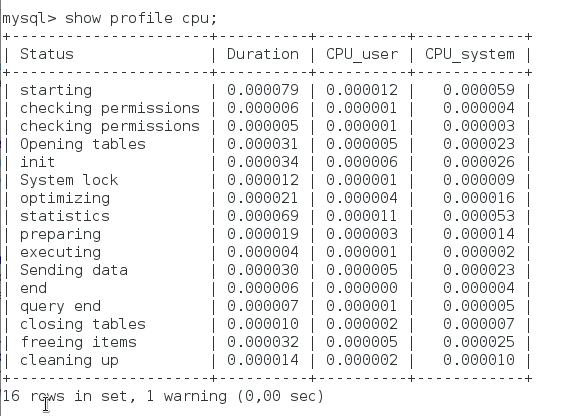 mysql> show profile cpu;
+----------------------+----------+----------+------------+
| Status               | Duration | CPU_user | CPU_system |
+----------------------+----------+----------+------------+
| starting             | 0.000079 | 0.000012 |   0.000059 |
| checking permissions | 0.000006 | 0.000001 |   0.000004 |
| checking permissions | 0.000005 | 0.000001 |   0.000003 |
| Opening tables       | 0.000031 | 0.000005 |   0.000023 |
| init                 | 0.000034 | 0.000006 |   0.000026 |
| System lock          | 0.000012 | 0.000001 |   0.000009 |
| optimizing           | 0.000021 | 0.000004 |   0.000016 |
| statistics           | 0.000069 | 0.000011 |   0.000053 |
| preparing            | 0.000019 | 0.000003 |   0.000014 |
| executing            | 0.000004 | 0.000001 |   0.000002 |
| Sending data         | 0.000030 | 0.000005 |   0.000023 |
| end                  | 0.000006 | 0.000000 |   0.000004 |
| query end            | 0.000007 | 0.000001 |   0.000005 |
| closing tables       | 0.000010 | 0.000002 |   0.000007 |
| freeing items        | 0.000032 | 0.000005 |   0.000025 |
| cleaning up          | 0.000014 | 0.000002 |   0.000010 |
+----------------------+----------+----------+------------+
16 rows in set, 1 warning (0,00 sec)